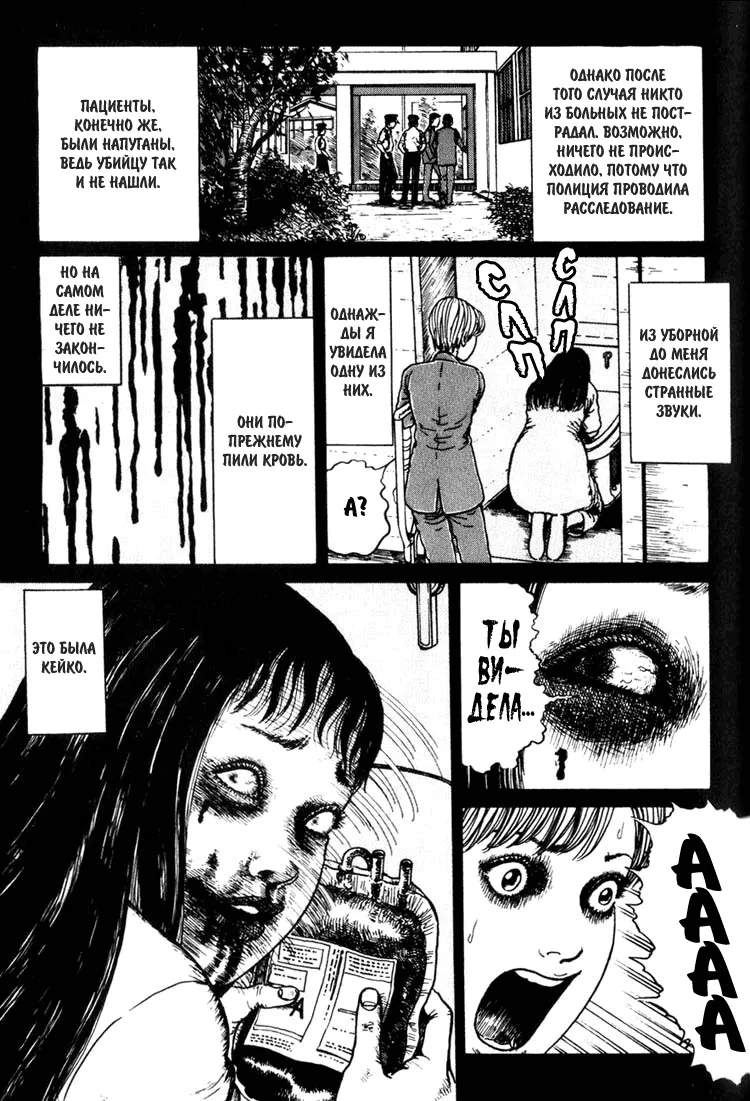 ПАЦИЕНТЫ,
КОНЕЧНО ЖЕ,
БЫЛИ НАПУГАНЫ,
ВЕДЬ УБИЙЦУ ТАК
И НЕ НАШЛИ.
ОДНАКО ПОСЛЕ
ТОГО СЛУЧАЯ НИКТО
ИЗ БОЛЬНЫХ НЕ ПОСТ-
РАДАЛ. ВОЗМОЖНО,
НИЧЕГО НЕ ПРОИС-
ХОДИЛО, ПОТОМУ ЧТО
ПОЛИЦИЯ ПРОВОДИЛА
РАССЛЕДОВАНИЕ.
НО НА
САМОМ
ДЕЛЕ НИ-
ЧЕГО НЕ
ЗАКОН-
ЧИЛОСЬ.
ОНИ ПО-
ПРЕЖНЕМУ
ПИЛИ КРОВЬ.
ОДНАЖ-
ДЫ Я
УВИДЕЛА
ОДНУ ИЗ
НИХ.
СЛП
СЛП
ИЗ УБОРНОЙ
ДО МЕНЯ
ДОНЕСЛИСЬ
СТРАННЫЕ
ЗВУКИ.
А?
ЭТО БЫЛА
КЕЙКО.
A
ТЫ
ВИ-
ДЕЛА...
АААА